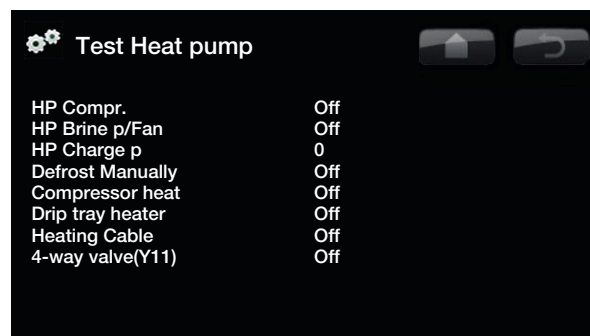 Test Heat pump
HP Compr. Off
HP Brine p/Fan Off
HP Charge p 0
Defrost Manually Off
Compressor heat Off
Drip tray heater Off
Heating Cable Off
4-way valve(Y11) Off